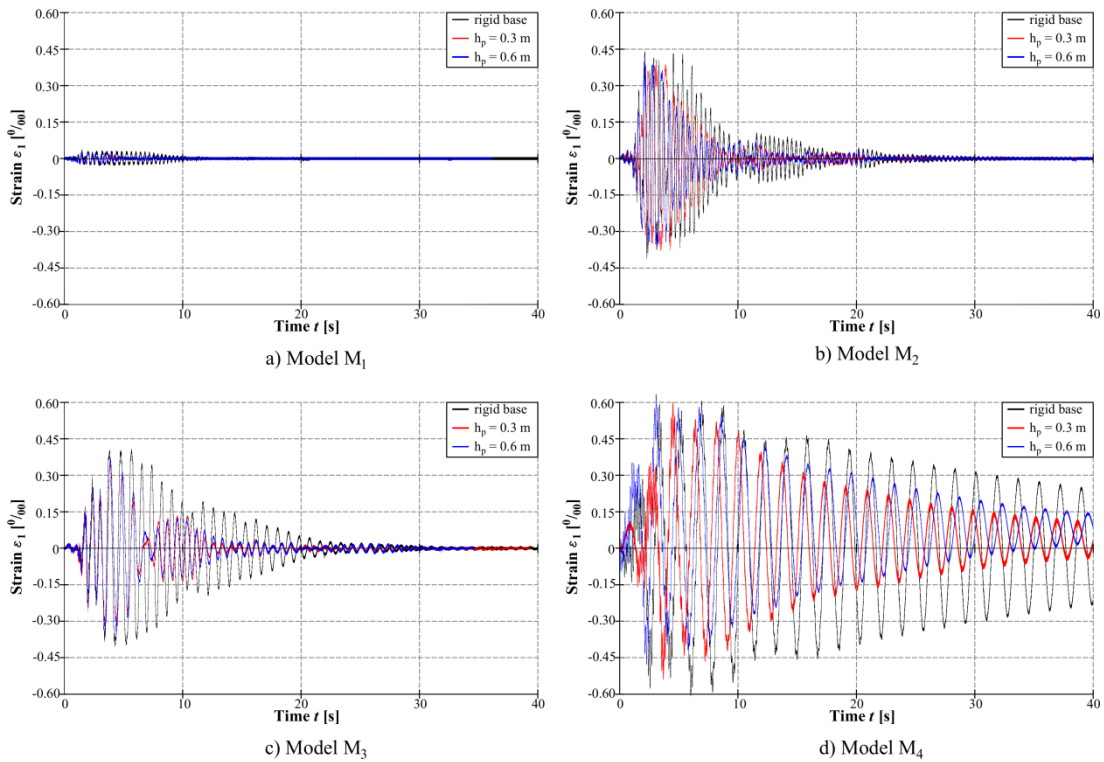 0.60
0.45
0.30
0.15
0
-0.15
-0.30
-0.45
-0.60
Strain ε₁ [⁰/₀₀]
rigid base
hₚ = 0.3 m
hₚ = 0.6 m
0 10 20 30 40
Time t [s]
a) Model M₁
0.60
0.45
0.30
0.15
0
-0.15
-0.30
-0.45
-0.60
Strain ε₁ [⁰/₀₀]
rigid base
hₚ = 0.3 m
hₚ = 0.6 m
0 10 20 30 40
Time t [s]
b) Model M₂
0.60
0.45
0.30
0.15
0
-0.15
-0.30
-0.45
-0.60
Strain ε₁ [⁰/₀₀]
rigid base
hₚ = 0.3 m
hₚ = 0.6 m
0 10 20 30 40
Time t [s]
c) Model M₃
0.60
0.45
0.30
0.15
0
-0.15
-0.30
-0.45
-0.60
Strain ε₁ [⁰/₀₀]
rigid base
hₚ = 0.3 m
hₚ = 0.6 m
0 10 20 30 40
Time t [s]
d) Model M₄